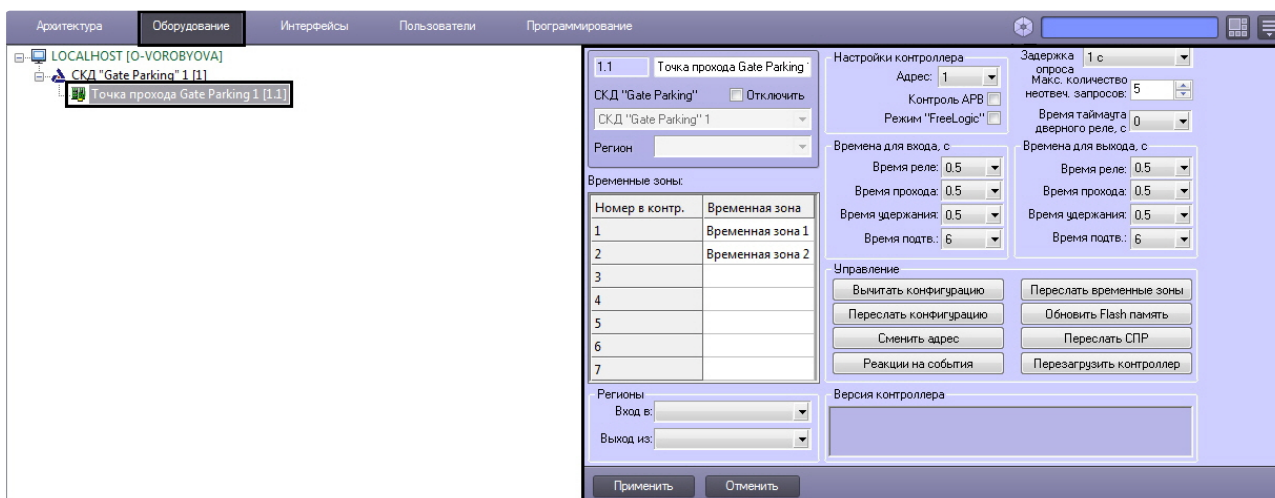 Архитектура Оборудование Интерфейсы Пользователи Программирование
LOCALHOST [O-VOROBYOVA]
СКД "Gate Parking" 1 [1]
Точка прохода Gate Parking 1 [1.1]
1.1 Точка прохода Gate Parking
СКД "Gate Parking" Отключить
СКД "Gate Parking" 1
Регион
Временные зоны:
Номер в контр. Временная зона
1 Временная зона 1
2 Временная зона 2
3
4
5
6
7
Регионы
Вход в:
Выход из:
Настройки контроллера
Адрес: 1
Контроль APB
Режим "FreeLogic"
Задержка опроса 1 с
Макс. количество
неотвеч. запросов: 5
Время таймаута
дверного реле, с 0
Времена для входа, с
Время реле: 0.5
Время прохода: 0.5
Время удержания: 0.5
Время подтв.: 6
Времена для выхода, с
Время реле: 0.5
Время прохода: 0.5
Время удержания: 0.5
Время подтв.: 6
Управление
Вычитать конфигурацию Переслать временные зоны
Переслать конфигурацию Обновить Flash память
Сменить адрес Переслать СПР
Реакции на события Перезагрузить контроллер
Версия контроллера
Применить Отменить